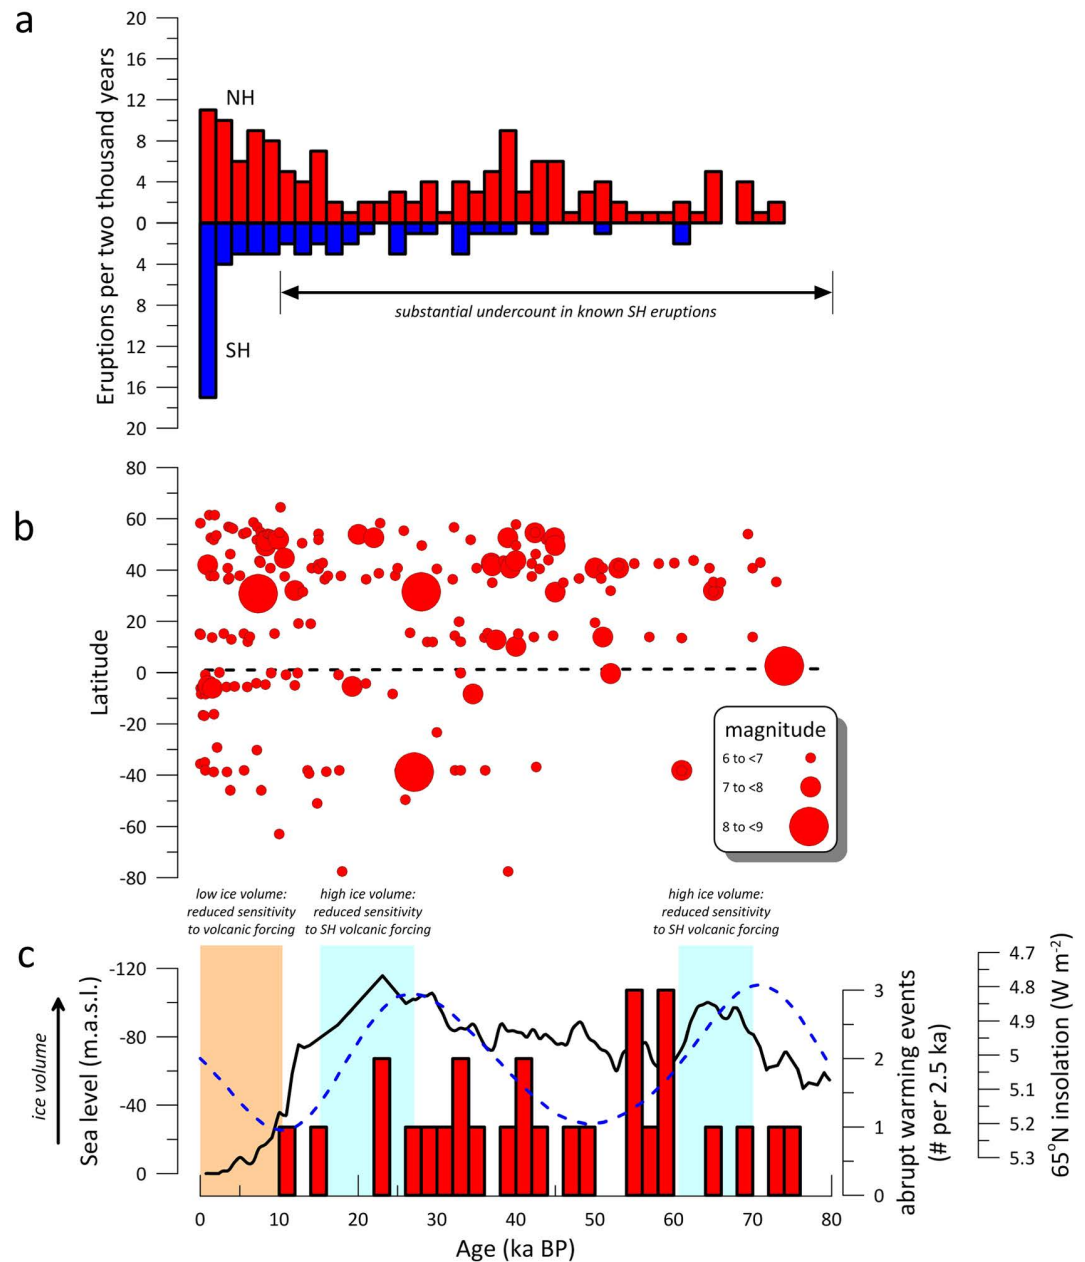 a
Eruptions per two thousand years
20
16
12
8
4
0
4
8
12
16
20
NH
SH
substantial undercount in known SH eruptions
b
Latitude
80
60
40
20
0
-20
-40
-60
-80
magnitude
6 to <7
7 to <8
8 to <9
low ice volume:
reduced sensitivity
to volcanic forcing
high ice volume:
reduced sensitivity
to SH volcanic forcing
high ice volume:
reduced sensitivity
to SH volcanic forcing
c
ice volume
Sea level (m.a.s.l.)
-120
-80
-40
0
3
2
1
0
abrupt warming events
(# per 2.5 ka)
4.7
4.8
4.9
5
5.1
5.2
5.3
65°N insolation (W m⁻²)
0 10 20 30 40 50 60 70 80
Age (ka BP)